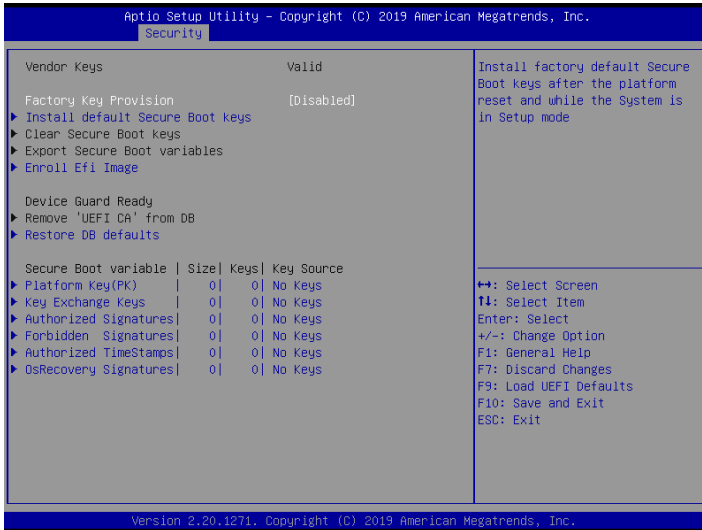 Aptio Setup Utility – Copyright (C) 2019 American Megatrends, Inc.
Security
Vendor Keys Valid
Factory Key Provision [Disabled]
▶ Install default Secure Boot keys
▶ Clear Secure Boot keys
▶ Export Secure Boot variables
▶ Enroll Efi Image
Device Guard Ready
▶ Remove 'UEFI CA' from DB
▶ Restore DB defaults
Secure Boot variable | Size| Keys| Key Source
▶ Platform Key(PK) | 0| 0| No Keys
▶ Key Exchange Keys | 0| 0| No Keys
▶ Authorized Signatures| 0| 0| No Keys
▶ Forbidden Signatures| 0| 0| No Keys
▶ Authorized TimeStamps| 0| 0| No Keys
▶ OsRecovery Signatures| 0| 0| No Keys
Install factory default Secure
Boot keys after the platform
reset and while the System is
in Setup mode
↔: Select Screen
↑↓: Select Item
Enter: Select
+/-: Change Option
F1: General Help
F7: Discard Changes
F9: Load UEFI Defaults
F10: Save and Exit
ESC: Exit
Version 2.20.1271. Copyright (C) 2019 American Megatrends, Inc.